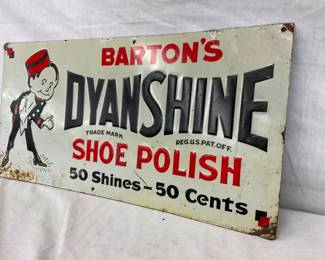 BARTON'S
DYANSHINE
TRADE MARK REG.U.S.PAT.OFF.
SHOE POLISH
50 Shines-50 Cents